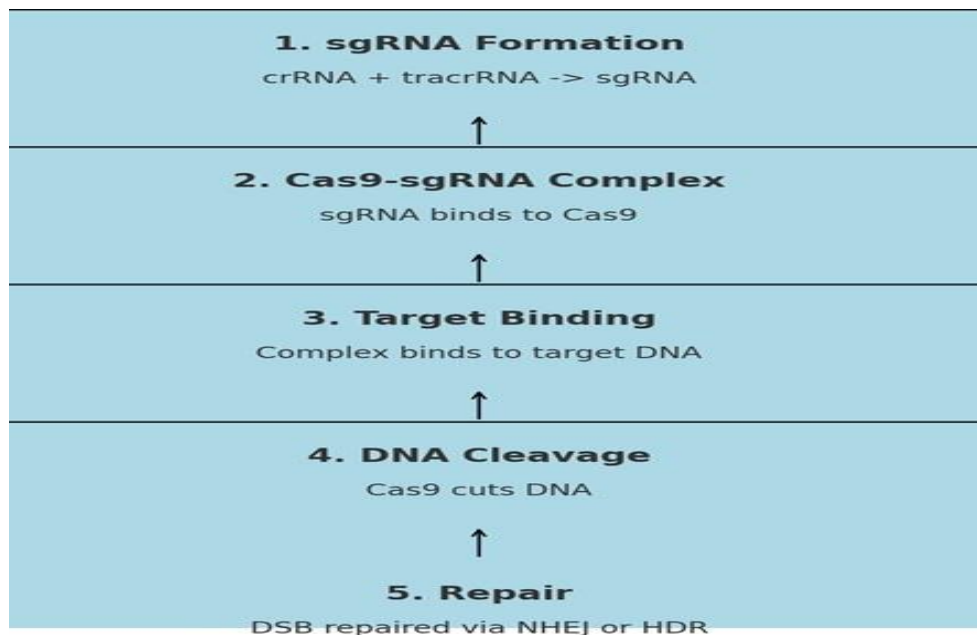 1. sgRNA Formation
crRNA + tracrRNA -> sgRNA
↑
2. Cas9-sgRNA Complex
sgRNA binds to Cas9
↑
3. Target Binding
Complex binds to target DNA
↑
4. DNA Cleavage
Cas9 cuts DNA
↑
5. Repair
DSB repaired via NHEJ or HDR